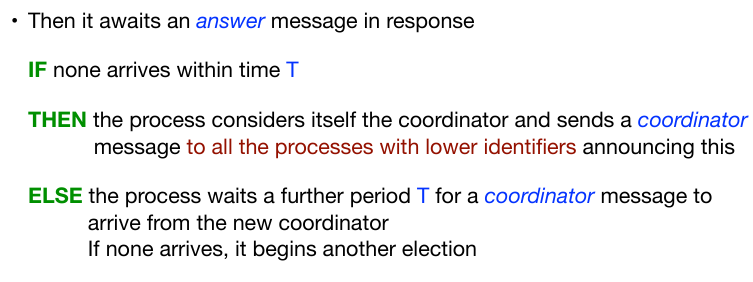 • Then it awaits an answer message in response
IF none arrives within time T
THEN the process considers itself the coordinator and sends a coordinator
message to all the processes with lower identifiers announcing this
ELSE the process waits a further period T for a coordinator message to
arrive from the new coordinator
If none arrives, it begins another election